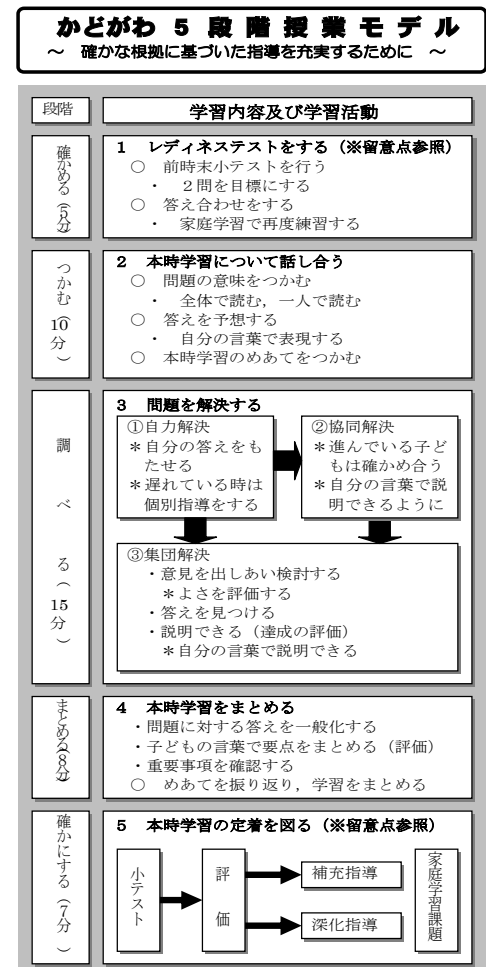 かどがわ 5 段 階 授 業 モ デ ル
～ 確かな根拠に基づいた指導を充実するために ～
段階
学習内容及び学習活動
確かめる（5分）
1 レディネステストをする（※留意点参照）
○ 前時末小テストを行う
・ 2問を目標にする
○ 答え合わせをする
・ 家庭学習で再度練習する
つかむ（10分）
2 本時学習について話し合う
○ 問題の意味をつかむ
・ 全体で読む，一人で読む
○ 答えを予想する
・ 自分の言葉で表現する
○ 本時学習のめあてをつかむ
調べる（15分）
3 問題を解決する
①自力解決
＊自分の答えをも
たせる
＊遅れている時は
個別指導をする
②協同解決
＊進んでいる子ど
もは確かめ合う
＊自分の言葉で説
明できるように
③集団解決
・意見を出しあい検討する
＊よさを評価する
・答えを見つける
・説明できる（達成の評価）
＊自分の言葉で説明できる
まとめる（8分）
4 本時学習をまとめる
・問題に対する答えを一般化する
・子どもの言葉で要点をまとめる（評価）
・重要事項を確認する
○ めあてを振り返り，学習をまとめる
確かにする（7分）
5 本時学習の定着を図る（※留意点参照）
小テスト
評価
補充指導
深化指導
家庭学習課題